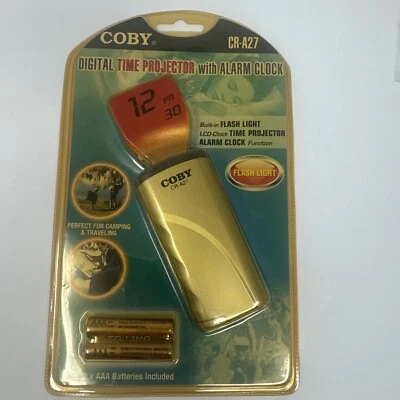 COBY®
CR-A27
DIGITAL TIME PROJECTOR with ALARM CLOCK
12 PM 30
Built-in FLASH LIGHT
LCD-Clock TIME PROJECTOR
ALARM CLOCK Function
FLASH LIGHT
COBY
CR-A27
PERFECT FOR CAMPING
& TRAVELING
x AAA Batteries Included